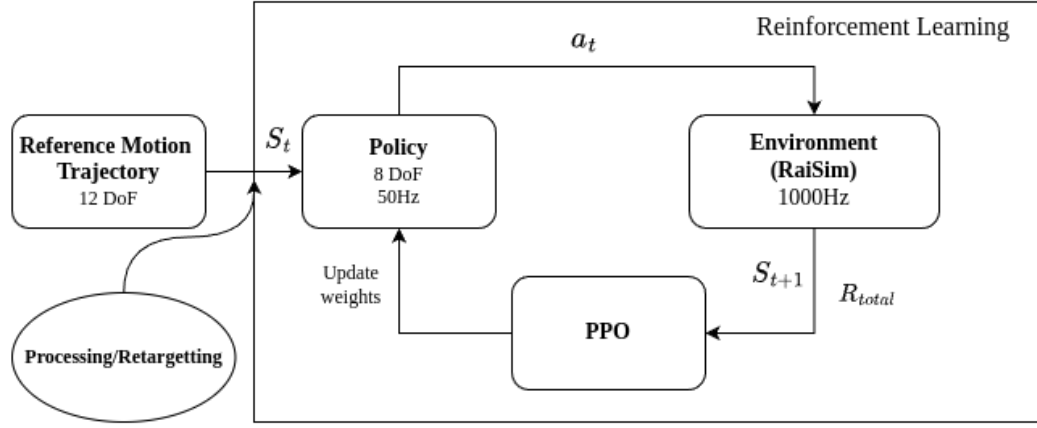 Reinforcement Learning
a_t
Reference Motion
Trajectory
12 DoF
S_t
Policy
8 DoF
50Hz
Environment
(RaiSim)
1000Hz
Update
weights
S_{t+1}
R_{total}
PPO
Processing/Retargetting